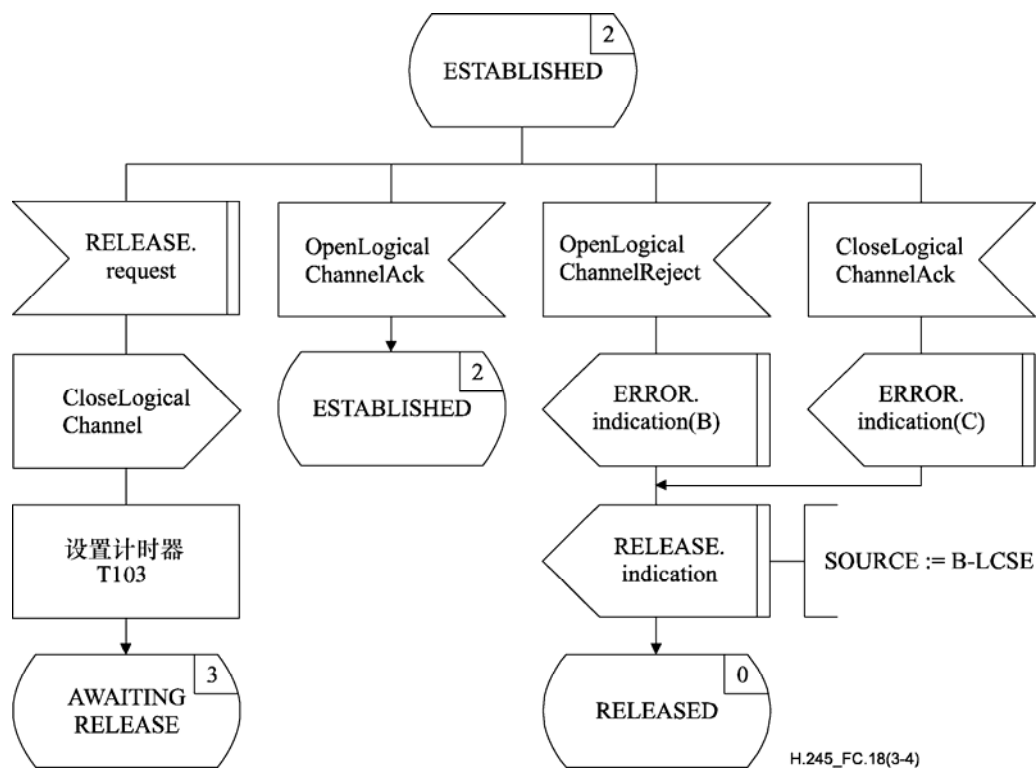 2
ESTABLISHED
RELEASE.
request
OpenLogical
ChannelAck
OpenLogical
ChannelReject
CloseLogical
ChannelAck
CloseLogical
Channel
2
ESTABLISHED
ERROR.
indication(B)
ERROR.
indication(C)
设置计时器
T103
RELEASE.
indication
SOURCE := B-LCSE
3
AWAITING
RELEASE
0
RELEASED
H.245_FC.18(3-4)